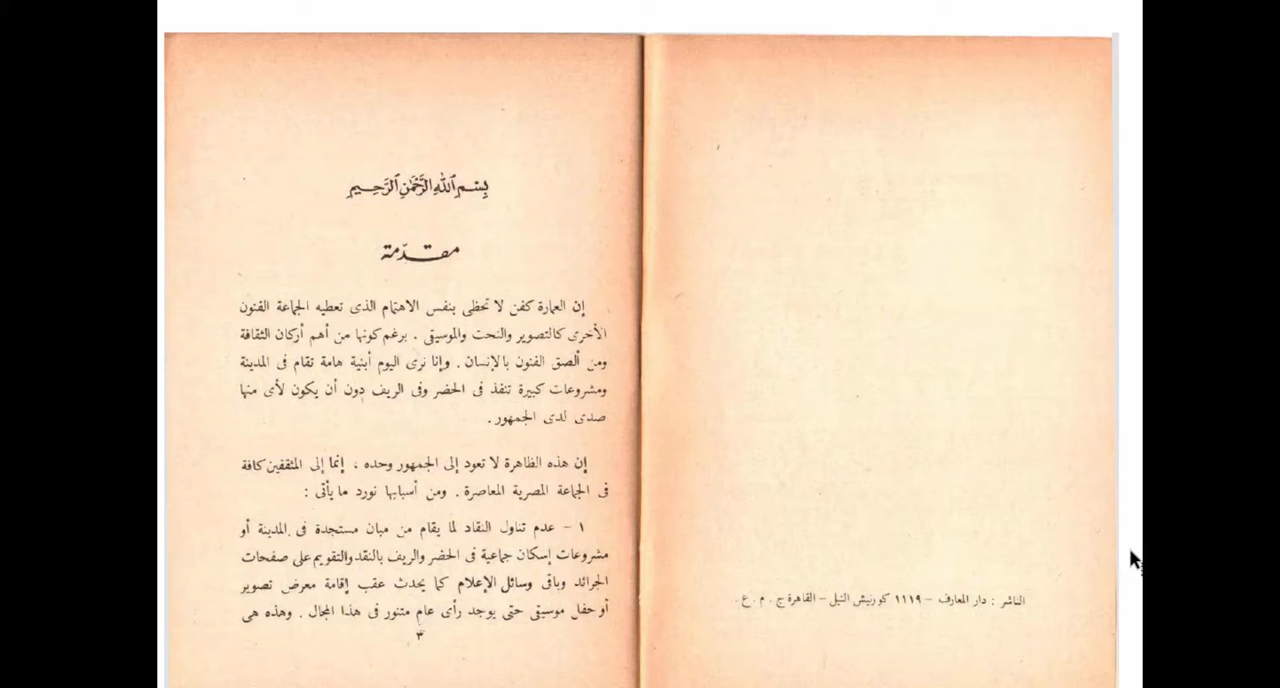 الناشر : دار المعارف – ١١١٩ كورنيش النيل – القاهرة ج . م . ع .
بِسْمِ ٱللَّهِ ٱلرَّحْمَٰنِ ٱلرَّحِيمِ
مقدّمة
إن العمارة كفن لا تحظى بنفس الاهتمام الذى تعطيه الجماعة الفنون
الأخرى كالتصوير والنحت والموسيقى . برغم كونها من أهم أركان الثقافة
ومن ألصق الفنون بالإنسان . وإنا نرى اليوم أبنية هامة تقام فى المدينة
ومشروعات كبيرة تنفذ فى الحضر وفى الريف دون أن يكون لأى منها
صدى لدى الجمهور .
إن هذه الظاهرة لا تعود إلى الجمهور وحده ، إنما إلى المثقفين كافة
فى الجماعة المصرية المعاصرة . ومن أسبابها نورد ما يأتى :
١ – عدم تناول النقاد لما يقام من مبان مستجدة فى المدينة أو
مشروعات إسكان جماعية فى الحضر والريف بالنقد والتقويم على صفحات
الجرائد وباقى وسائل الإعلام كما يحدث عقب إقامة معرض تصوير
أو حفل موسيقى حتى يوجد رأى عام متنور فى هذا المجال . وهذه هى
٣